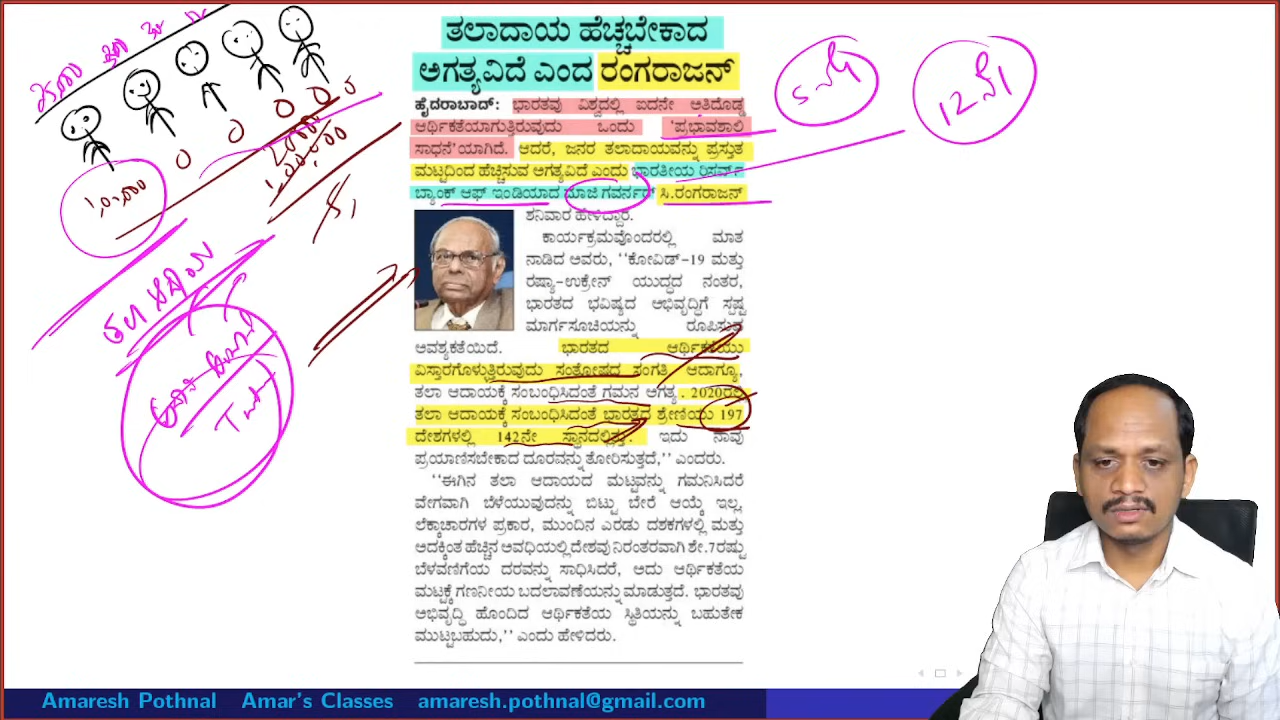 ತಲಾದಾಯ ಹೆಚ್ಚಬೇಕಾದ
ಅಗತ್ಯವಿದೆ ಎಂದ ರಂಗರಾಜನ್
ಹೈದರಾಬಾದ್: ಭಾರತವು ವಿಶ್ವದಲ್ಲಿ ಐದನೇ ಅತಿದೊಡ್ಡ
ಆರ್ಥಿಕತೆಯಾಗುತ್ತಿರುವುದು ಒಂದು 'ಪ್ರಭಾವಶಾಲಿ
ಸಾಧನೆ'ಯಾಗಿದೆ. ಆದರೆ, ಜನರ ತಲಾದಾಯವನ್ನು ಪ್ರಸ್ತುತ
ಮಟ್ಟದಿಂದ ಹೆಚ್ಚಿಸುವ ಅಗತ್ಯವಿದೆ ಎಂದು ಭಾರತೀಯ ರಿಸರ್ವ್
ಬ್ಯಾಂಕ್ ಆಫ್ ಇಂಡಿಯಾದ ಮಾಜಿ ಗವರ್ನರ್ ಸಿ.ರಂಗರಾಜನ್
ಶನಿವಾರ ಹೇಳಿದ್ದಾರೆ.
ಕಾರ್ಯಕ್ರಮವೊಂದರಲ್ಲಿ ಮಾತ
ನಾಡಿದ ಅವರು, ''ಕೋವಿಡ್-19 ಮತ್ತು
ರಷ್ಯಾ-ಉಕ್ರೇನ್ ಯುದ್ಧದ ನಂತರ,
ಭಾರತದ ಭವಿಷ್ಯದ ಅಭಿವೃದ್ಧಿಗೆ ಸ್ಪಷ್ಟ
ಮಾರ್ಗಸೂಚಿಯನ್ನು ರೂಪಿಸುವ
ಅವಶ್ಯಕತೆಯಿದೆ. ಭಾರತದ ಆರ್ಥಿಕತೆಯು
ವಿಸ್ತಾರಗೊಳ್ಳುತ್ತಿರುವುದು ಸಂತೋಷದ ಸಂಗತಿ. ಆದಾಗ್ಯೂ,
ತಲಾ ಆದಾಯಕ್ಕೆ ಸಂಬಂಧಿಸಿದಂತೆ ಗಮನ ಅಗತ್ಯ. 2020ರಲ್ಲಿ
ತಲಾ ಆದಾಯಕ್ಕೆ ಸಂಬಂಧಿಸಿದಂತೆ ಭಾರತದ ಶ್ರೇಣಿಯು 197
ದೇಶಗಳಲ್ಲಿ 142ನೇ ಸ್ಥಾನದಲ್ಲಿತ್ತು. ಇದು ನಾವು
ಪ್ರಯಾಣಿಸಬೇಕಾದ ದೂರವನ್ನು ತೋರಿಸುತ್ತದೆ,'' ಎಂದರು.
''ಈಗಿನ ತಲಾ ಆದಾಯದ ಮಟ್ಟವನ್ನು ಗಮನಿಸಿದರೆ
ವೇಗವಾಗಿ ಬೆಳೆಯುವುದನ್ನು ಬಿಟ್ಟು ಬೇರೆ ಆಯ್ಕೆ ಇಲ್ಲ.
ಲೆಕ್ಕಾಚಾರಗಳ ಪ್ರಕಾರ, ಮುಂದಿನ ಎರಡು ದಶಕಗಳಲ್ಲಿ ಮತ್ತು
ಅದಕ್ಕಿಂತ ಹೆಚ್ಚಿನ ಅವಧಿಯಲ್ಲಿ ದೇಶವು ನಿರಂತರವಾಗಿ ಶೇ.7ರಷ್ಟು
ಬೆಳವಣಿಗೆಯ ದರವನ್ನು ಸಾಧಿಸಿದರೆ, ಅದು ಆರ್ಥಿಕತೆಯ
ಮಟ್ಟಕ್ಕೆ ಗಣನೀಯ ಬದಲಾವಣೆಯನ್ನು ಮಾಡುತ್ತದೆ. ಭಾರತವು
ಅಭಿವೃದ್ಧಿ ಹೊಂದಿದ ಆರ್ಥಿಕತೆಯ ಸ್ಥಿತಿಯನ್ನು ಬಹುತೇಕ
ಮುಟ್ಟಬಹುದು,'' ಎಂದು ಹೇಳಿದರು.
25,000
1,00,000
Amaresh Pothnal Amar's Classes amaresh.pothnal@gmail.com